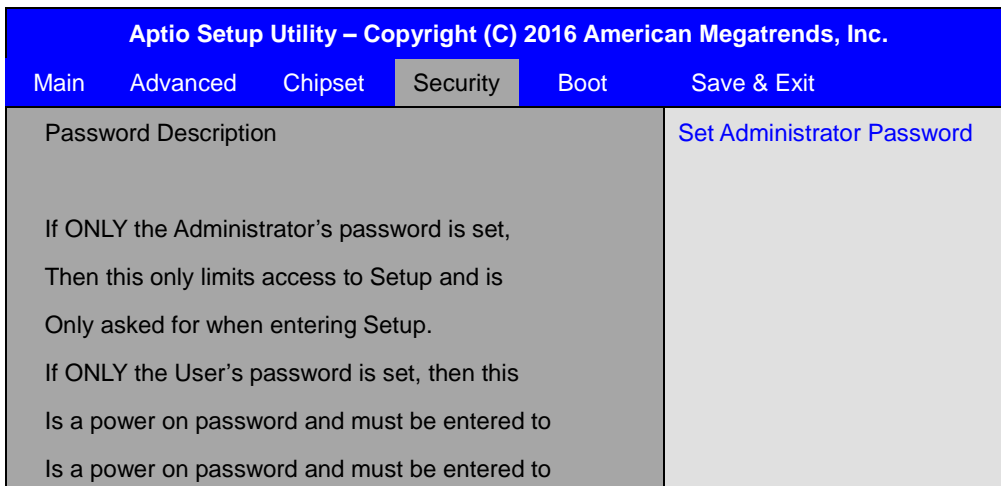 Aptio Setup Utility – Copyright (C) 2016 American Megatrends, Inc.
Main Advanced Chipset Security Boot Save & Exit
Password Description
Set Administrator Password
If ONLY the Administrator’s password is set,
Then this only limits access to Setup and is
Only asked for when entering Setup.
If ONLY the User’s password is set, then this
Is a power on password and must be entered to
Is a power on password and must be entered to